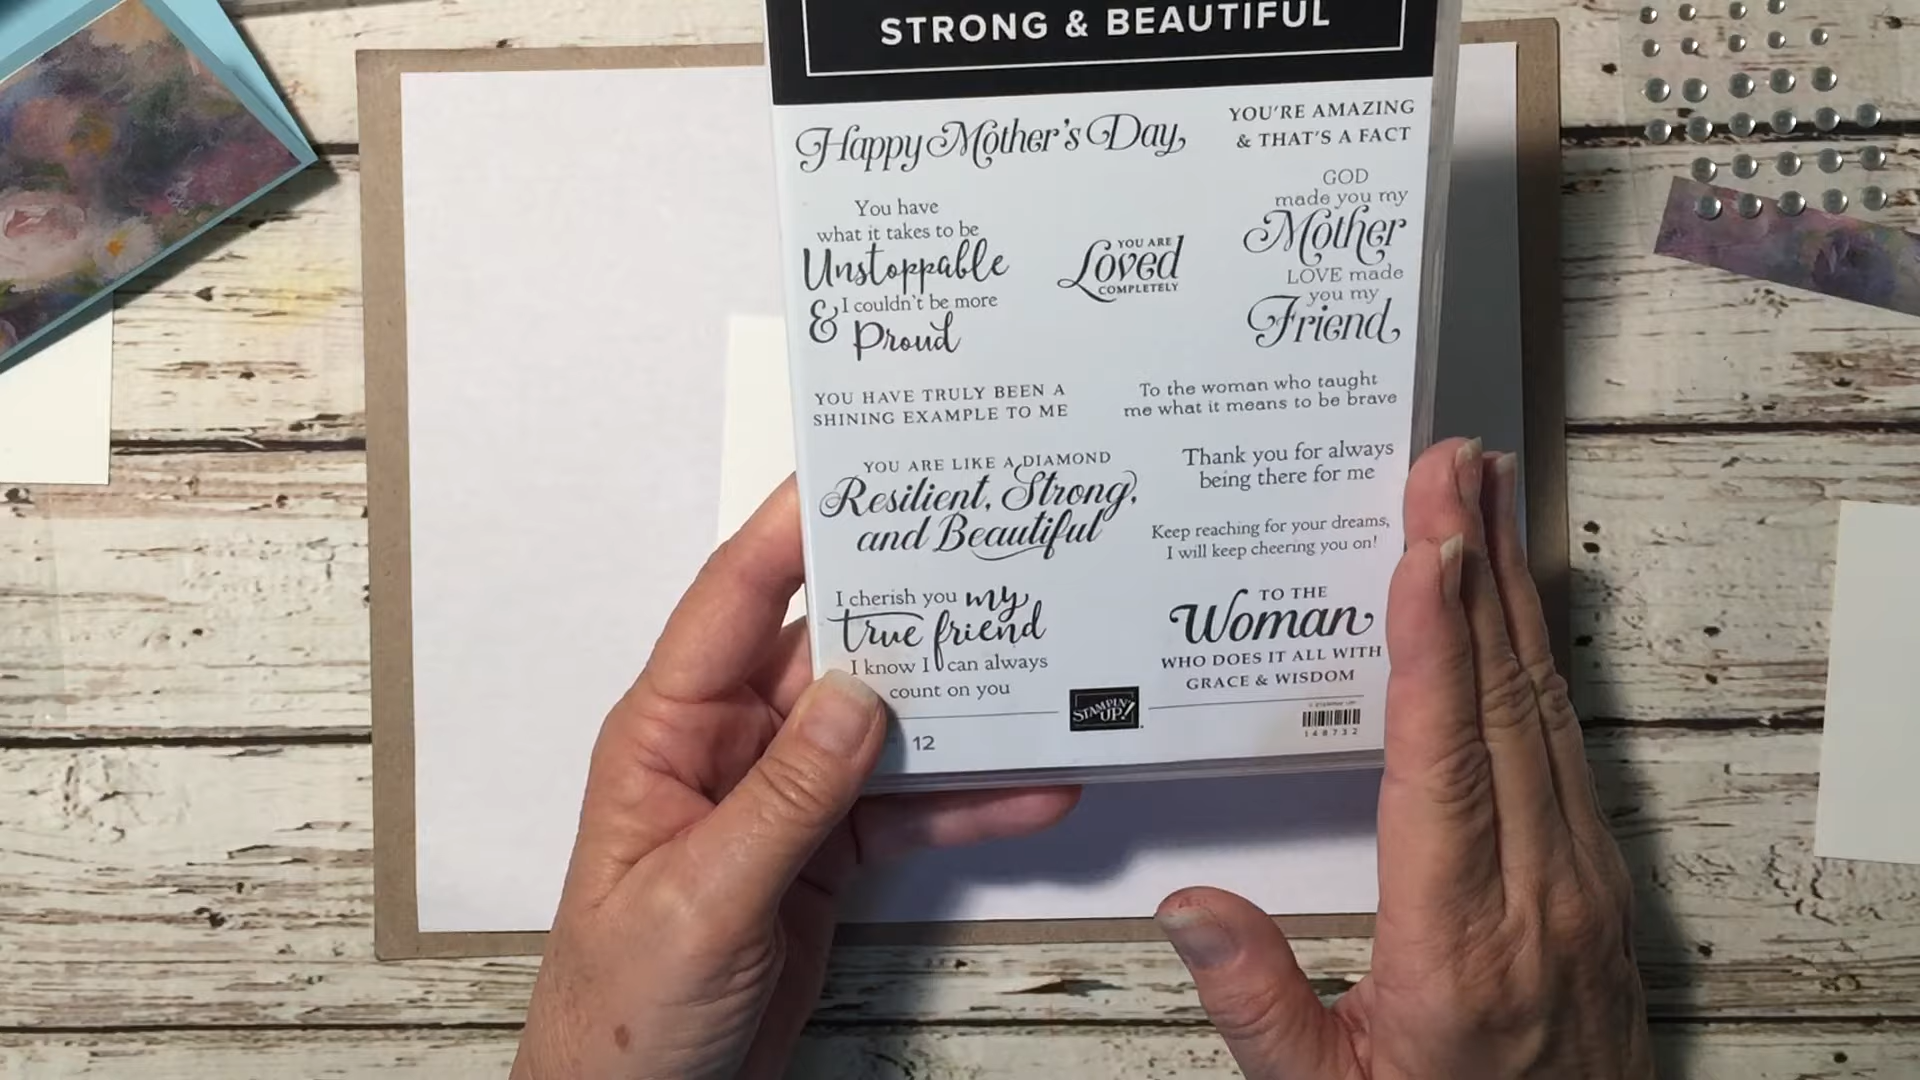 STRONG & BEAUTIFUL
Happy Mother's Day
YOU'RE AMAZING
& THAT'S A FACT
You have
what it takes to be
Unstoppable
& I couldn't be more
Proud
YOU ARE
Loved
COMPLETELY
GOD
made you my
Mother
LOVE made
you my
Friend
YOU HAVE TRULY BEEN A
SHINING EXAMPLE TO ME
To the woman who taught
me what it means to be brave
YOU ARE LIKE A DIAMOND
Resilient, Strong,
and Beautiful
Thank you for always
being there for me
Keep reaching for your dreams,
I will keep cheering you on!
I cherish you my
true friend
I know I can always
count on you
TO THE
Woman
WHO DOES IT ALL WITH
GRACE & WISDOM
STAMPIN' UP!
12
148732